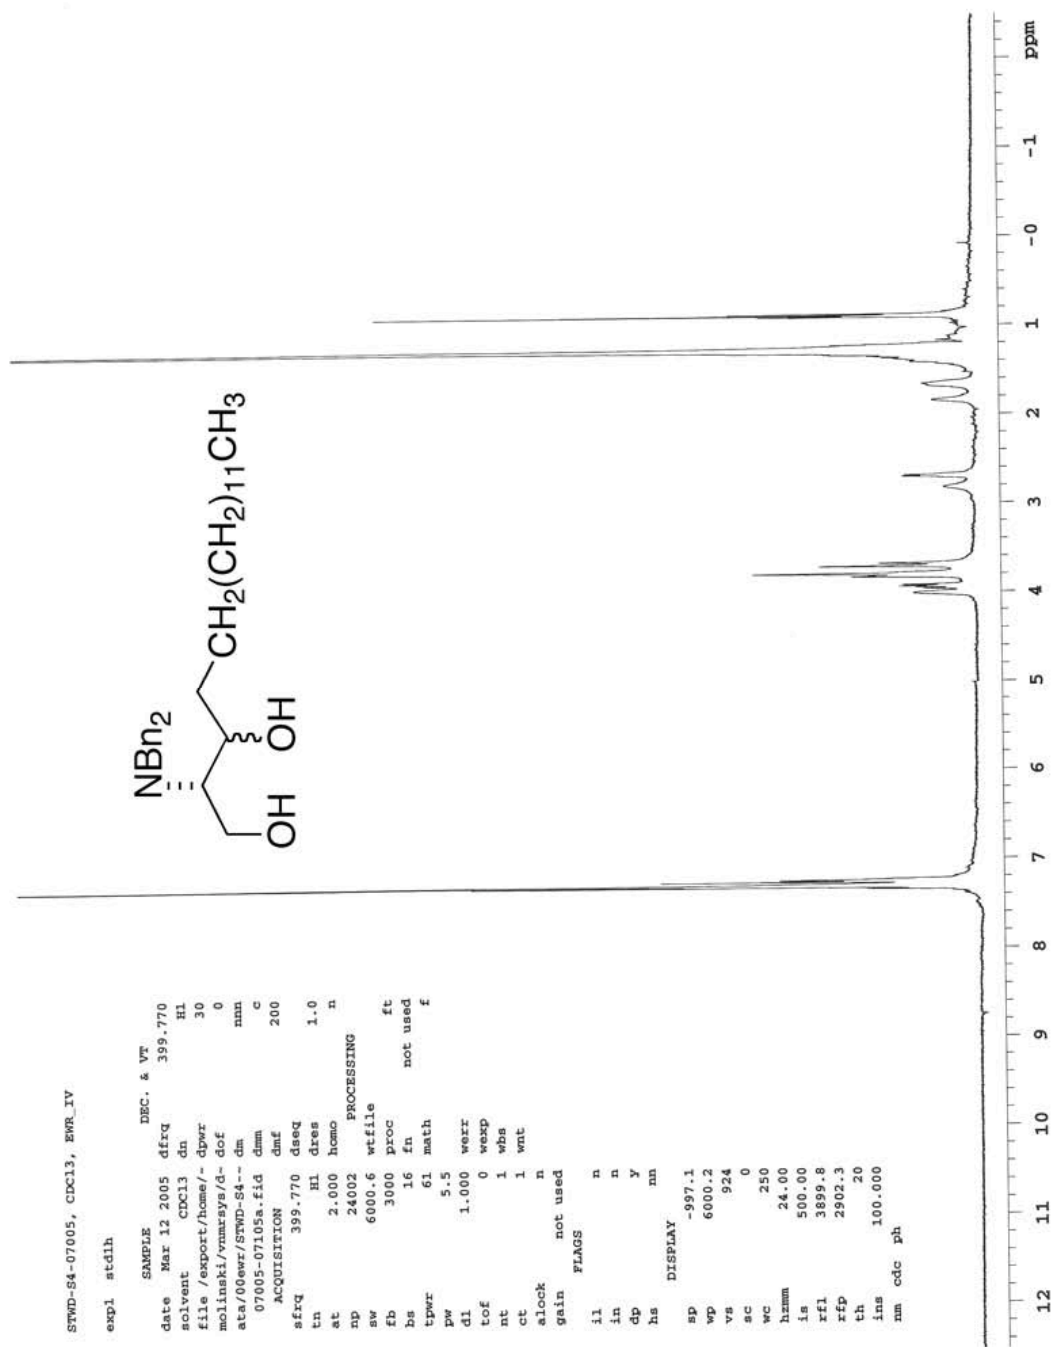 STWD-S4-07005, CDCl3, EWR_IV
exp1 std1h
SAMPLE DEC. & VT
date Mar 12 2005 dfrq 399.770
solvent CDCl3 dn H1
file /export/home/- dpwr 30
molinski/vnmrsys/d- dof 0
ata/00ewr/STWD-S4-- dm nnn
07005-07105a.fid dmm c
ACQUISITION dmf 200
sfrq 399.770 dseq
tn H1 dres 1.0
at 2.000 homo n
np 24002 PROCESSING
sw 6000.6 wtfile
fb 3000 proc ft
bs 16 fn not used
tpwr 61 math f
pw 5.5
d1 1.000 werr
tof 0 wexp
nt 1 wbs
ct 1 wnt
alock n
gain not used
FLAGS
il n
in n
dp y
hs nn
DISPLAY
sp -997.1
wp 6000.2
vs 924
sc 0
wc 250
hzmm 24.00
is 500.00
rfl 3899.8
rfp 2902.3
th 20
ins 100.000
nm cdc ph
NBn2
CH2(CH2)11CH3
OH OH
12 11 10 9 8 7 6 5 4 3 2 1 -0 -1 ppm